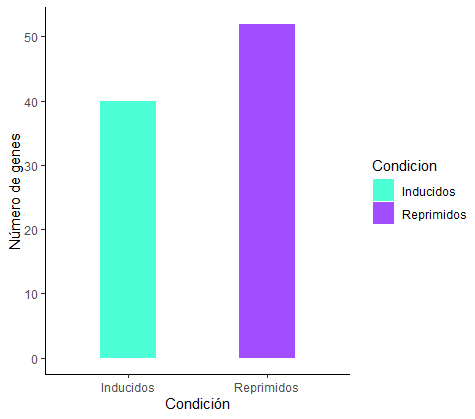 Número de genes
50
40
30
20
10
0
Inducidos
Reprimidos
Condición
Condicion
Inducidos
Reprimidos